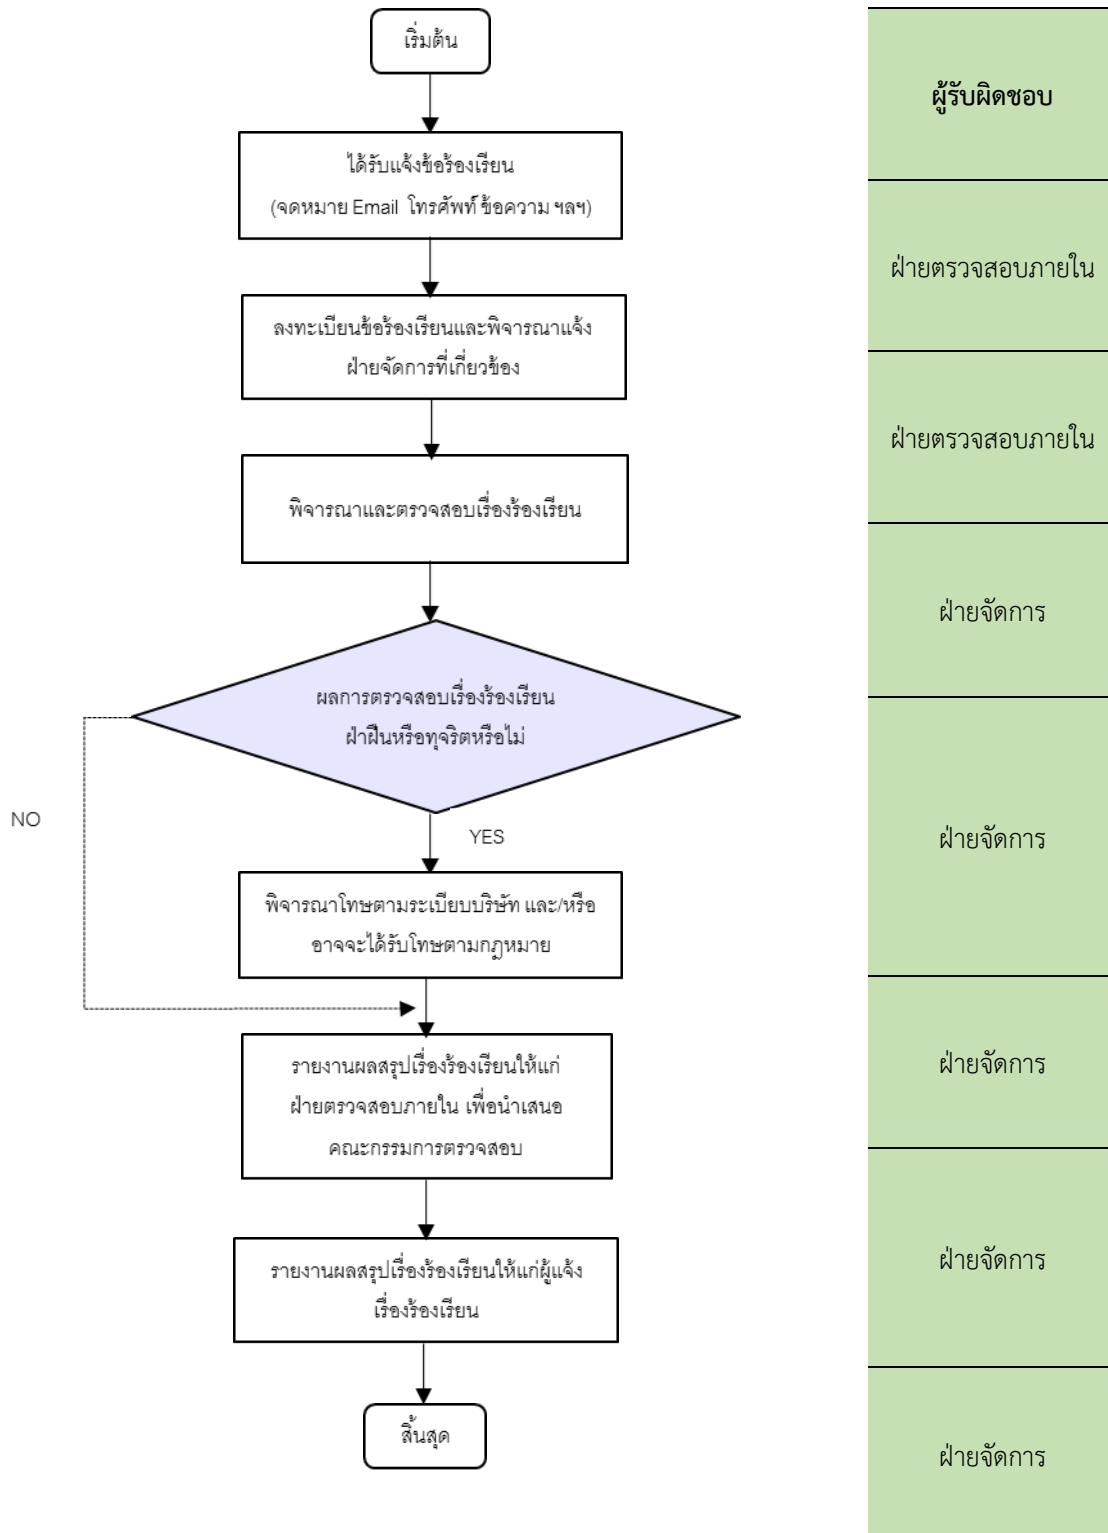 เริ่มต้น
ได้รับแจ้งข้อร้องเรียน
(จดหมาย Email โทรศัพท์ ข้อความ ฯลฯ)
ลงทะเบียนข้อร้องเรียนและพิจารณาแจ้ง
ฝ่ายจัดการที่เกี่ยวข้อง
พิจารณาและตรวจสอบเรื่องร้องเรียน
ผลการตรวจสอบเรื่องร้องเรียน
ฝ่าฝืนหรือทุจริตหรือไม่
NO
YES
พิจารณาโทษตามระเบียบบริษัท และ/หรือ
อาจจะได้รับโทษตามกฎหมาย
รายงานผลสรุปเรื่องร้องเรียนให้แก่
ฝ่ายตรวจสอบภายใน เพื่อนำเสนอ
คณะกรรมการตรวจสอบ
รายงานผลสรุปเรื่องร้องเรียนให้แก่ผู้แจ้ง
เรื่องร้องเรียน
สิ้นสุด
ผู้รับผิดชอบ
ฝ่ายตรวจสอบภายใน
ฝ่ายตรวจสอบภายใน
ฝ่ายจัดการ
ฝ่ายจัดการ
ฝ่ายจัดการ
ฝ่ายจัดการ
ฝ่ายจัดการ